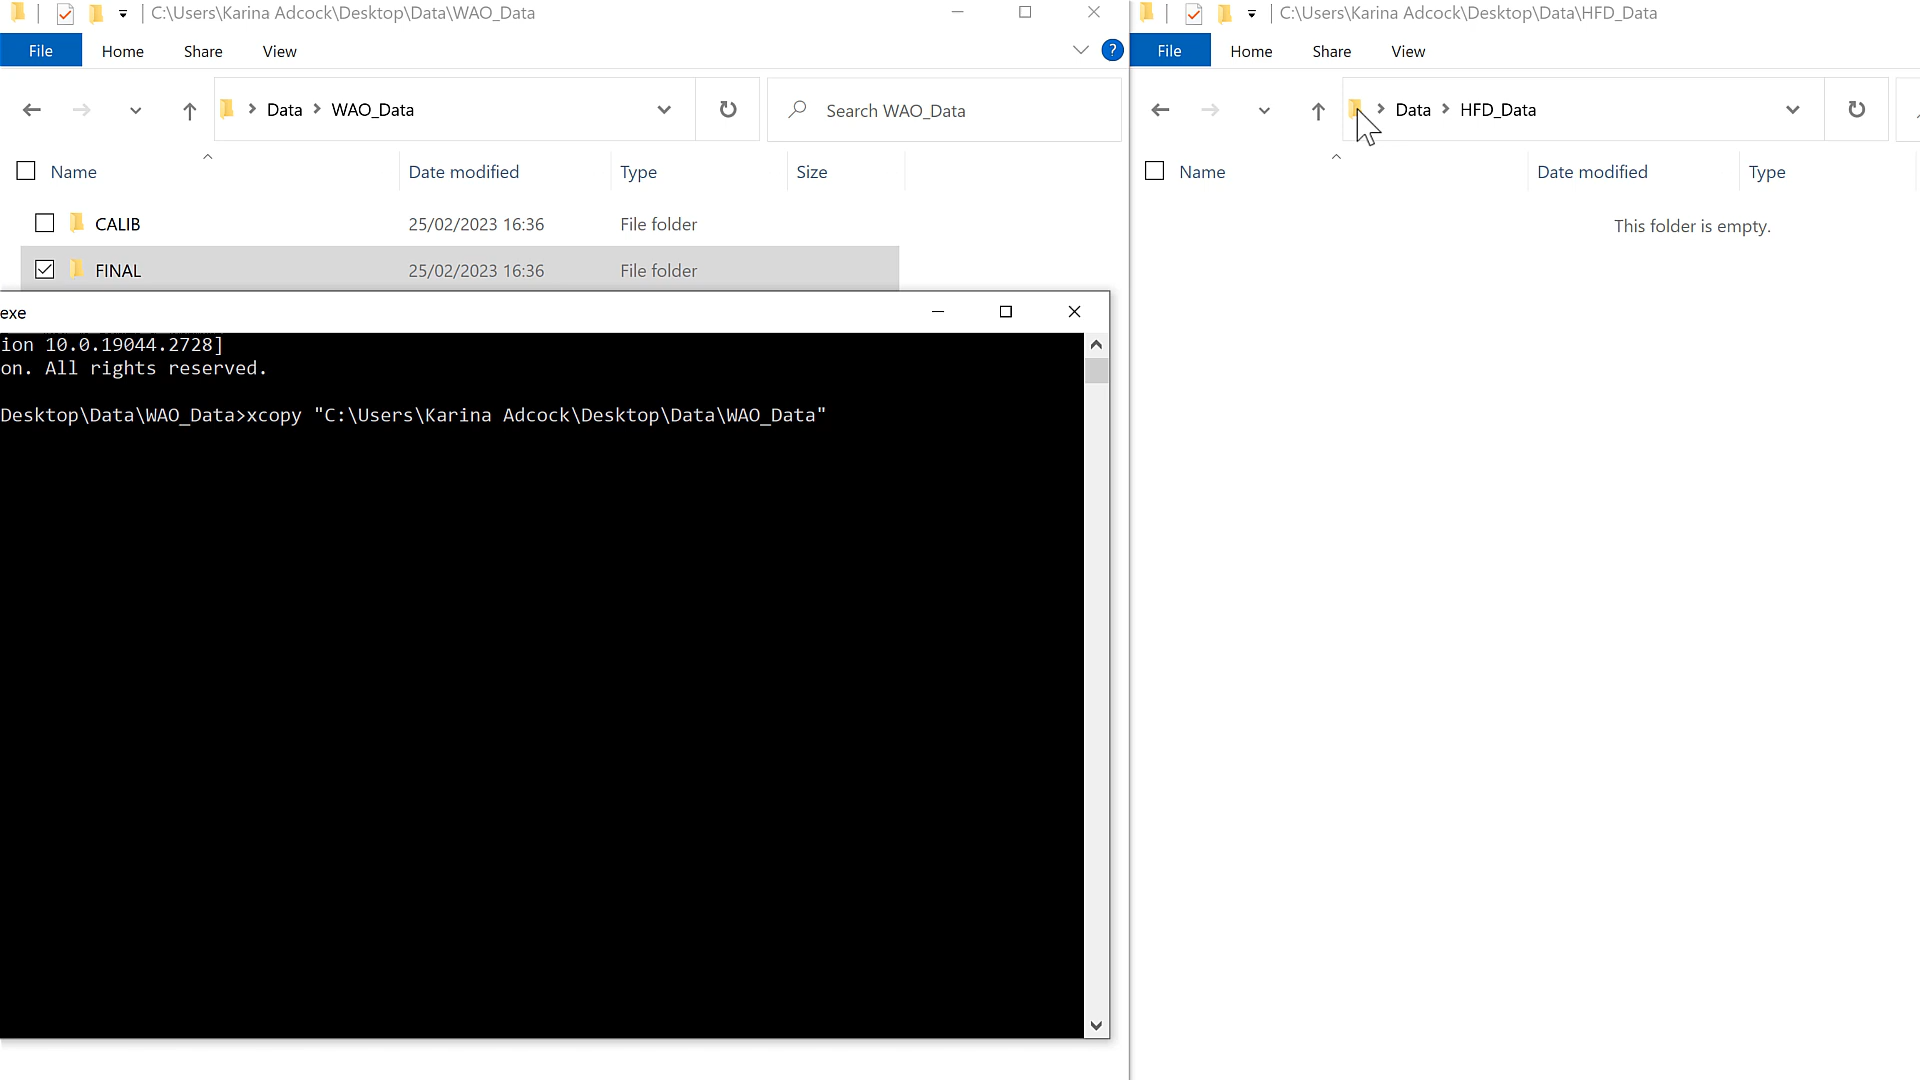 C:\Users\Karina Adcock\Desktop\Data\WAO_Data
File Home Share View
Data WAO_Data
Search WAO_Data
Name Date modified Type Size
CALIB 25/02/2023 16:36 File folder
FINAL 25/02/2023 16:36 File folder
exe
ion 10.0.19044.2728]
on. All rights reserved.
Desktop\Data\WAO_Data>xcopy "C:\Users\Karina Adcock\Desktop\Data\WAO_Data"
C:\Users\Karina Adcock\Desktop\Data\HFD_Data
File Home Share View
Data HFD_Data
Name Date modified Type
This folder is empty.